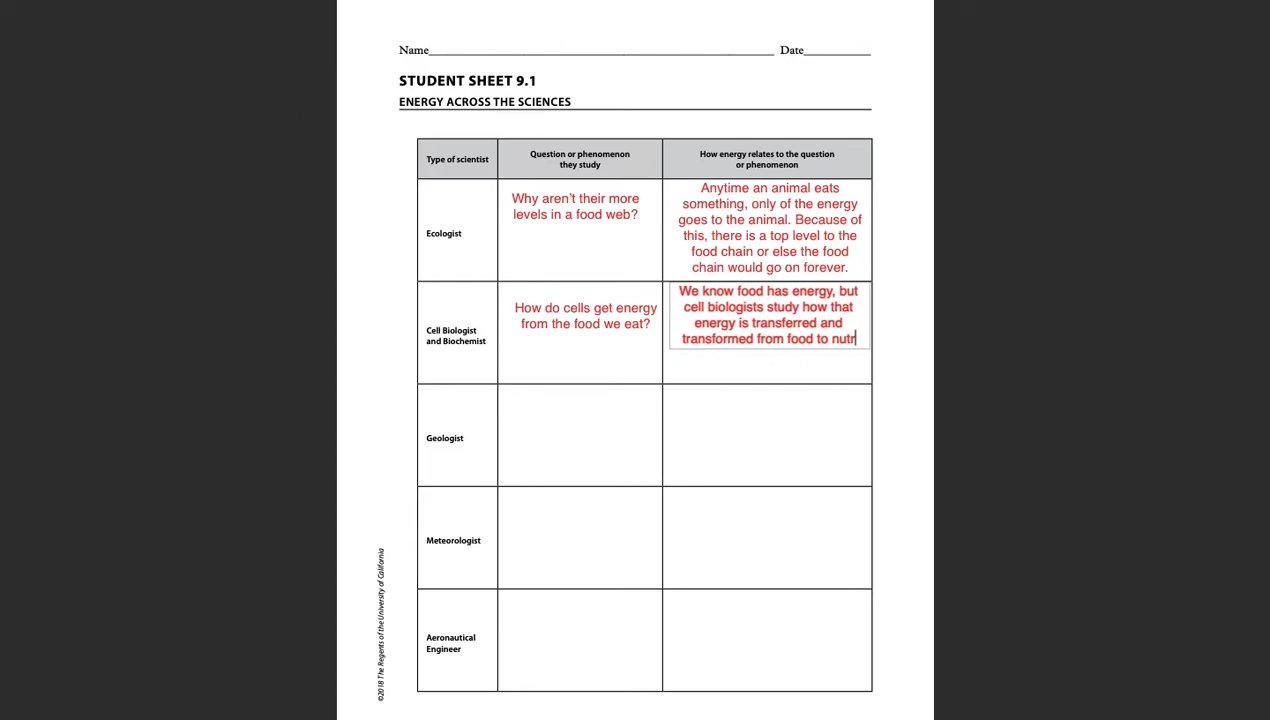 Name Date
STUDENT SHEET 9.1
ENERGY ACROSS THE SCIENCES
Type of scientist
Question or phenomenon
they study
How energy relates to the question
or phenomenon
Ecologist
Why aren't their more
levels in a food web?
Anytime an animal eats
something, only of the energy
goes to the animal. Because of
this, there is a top level to the
food chain or else the food
chain would go on forever.
Cell Biologist
and Biochemist
How do cells get energy
from the food we eat?
We know food has energy, but
cell biologists study how that
energy is transferred and
transformed from food to nutr
Geologist
Meteorologist
Aeronautical
Engineer
©2018 The Regents of the University of California